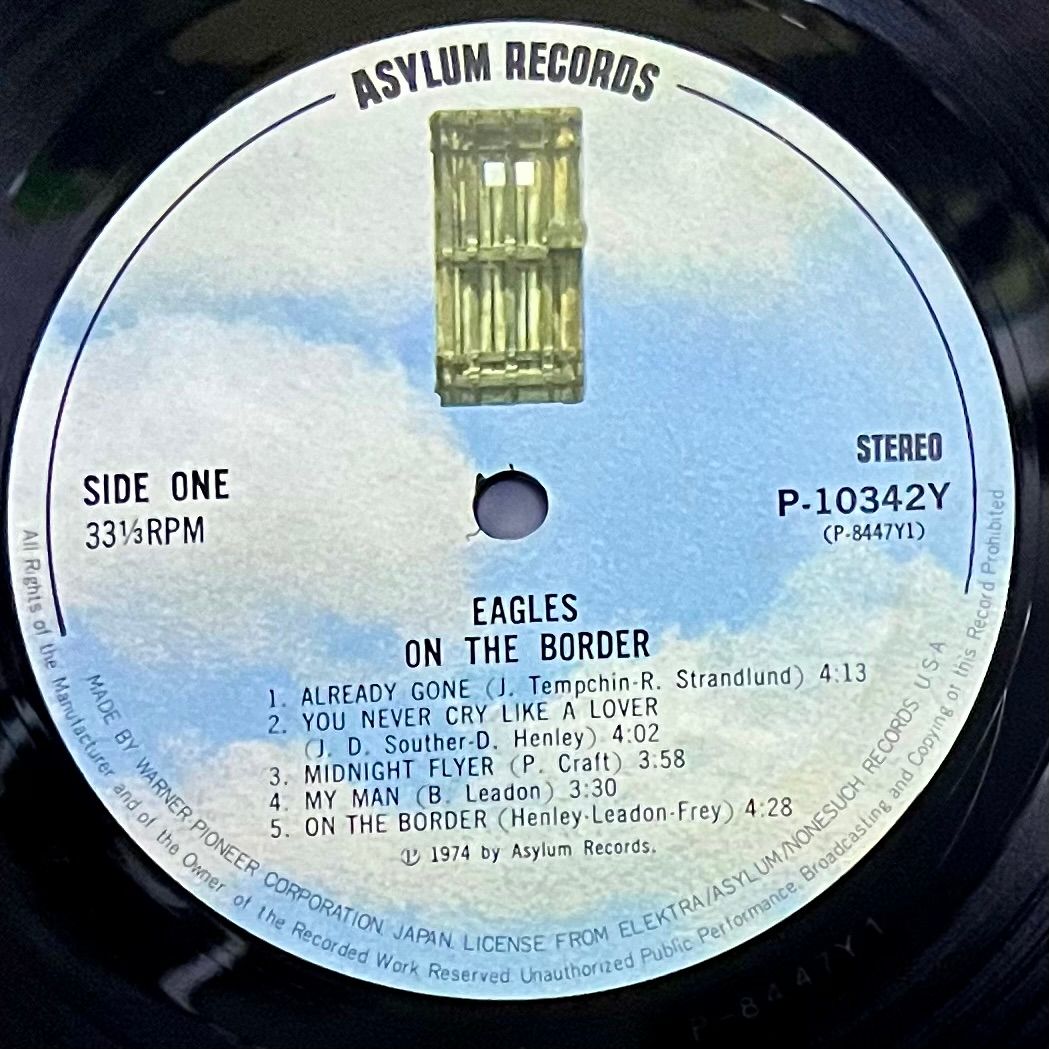 ASYLUM RECORDS
STEREO
SIDE ONE
P-10342Y
33⅓RPM
(P-8447Y1)
EAGLES
ON THE BORDER
1. ALREADY GONE (J. Tempchin-R. Strandlund) 4:13
2. YOU NEVER CRY LIKE A LOVER
(J. D. Souther-D. Henley) 4:02
3. MIDNIGHT FLYER (P. Craft) 3:58
4. MY MAN (B. Leadon) 3:30
5. ON THE BORDER (Henley-Leadon-Frey) 4:28
℗ 1974 by Asylum Records.
MADE BY WARNER PIONEER CORPORATION JAPAN. LICENSE FROM ELEKTRA/ASYLUM/NONESUCH RECORDS U.S.A
All Rights of the Manufacturer and of the Owner of the Recorded Work Reserved. Unauthorized Public Performance. Broadcasting and Copying of this Record Prohibited
P-8447Y1